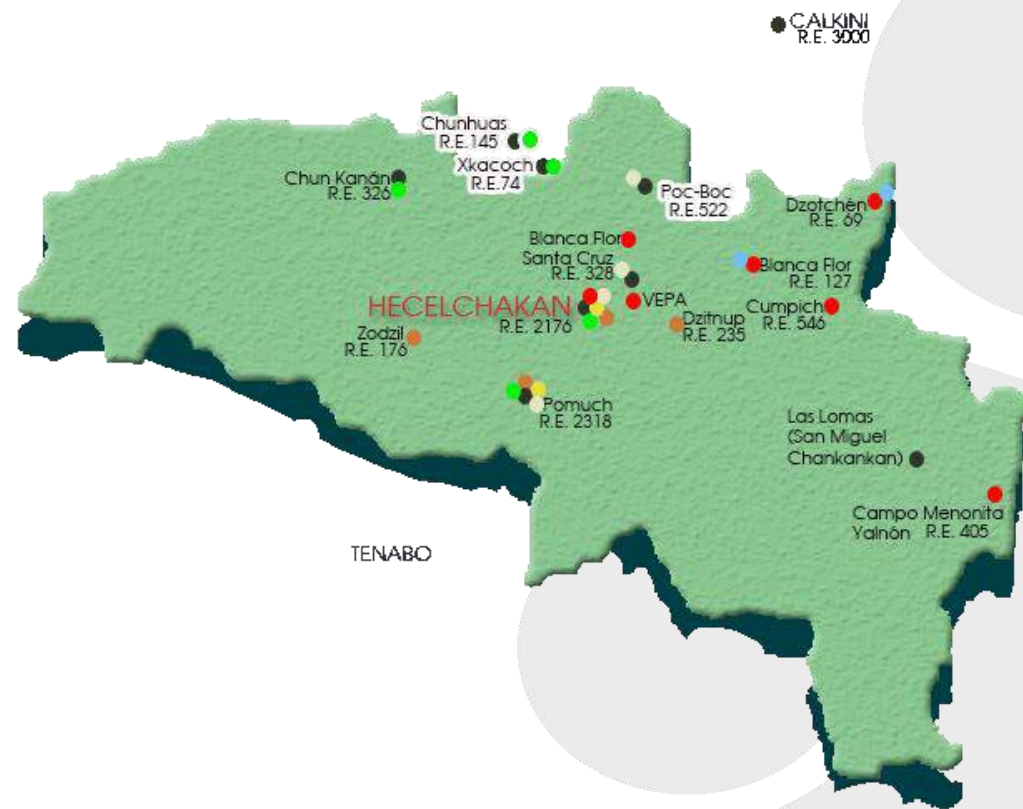 CALKINI
R.E. 3000
Chunhuas
R.E.145
Xkacoch
R.E.74
Chun Kanán
R.E. 326
Poc-Boc
R.E.522
Dzotchén
R.E. 69
Blanca Flor
Santa Cruz
R.E. 328
Blanca Flor
R.E. 127
HECELCHAKAN
R.E. 2176
VEPA
Cumpich
R.E. 546
Dzitnup
R.E. 235
Zodzil
R.E. 176
Pomuch
R.E. 2318
Las Lomas
(San Miguel
Chankankan)
Campo Menonita
Yalnón R.E. 405
TENABO